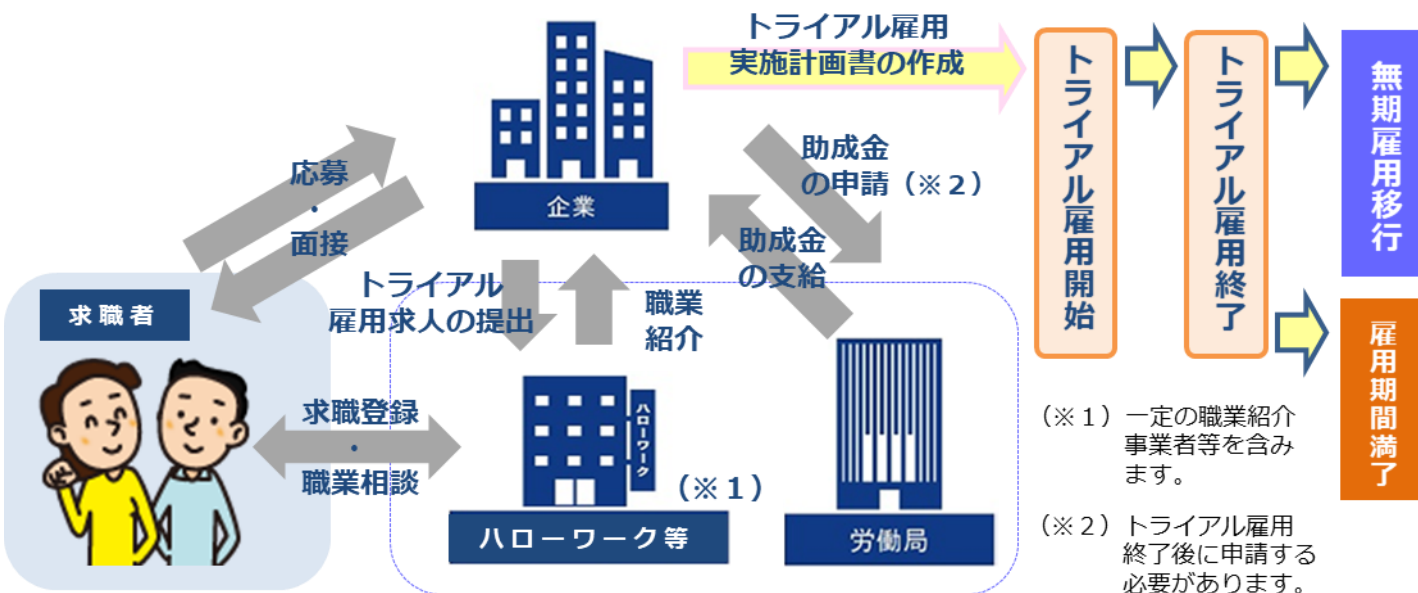 トライアル雇用
実施計画書の作成
トライアル雇用開始
トライアル雇用終了
無期雇用移行
雇用期間満了
企業
応募
・
面接
助成金
の申請（※２）
助成金
の支給
トライアル
雇用求人の提出
職業
紹介
求職者
求職登録
・
職業相談
ハローワーク
（※１）
ハローワーク等
労働局
（※１）一定の職業紹介
事業者等を含み
ます。
（※２）トライアル雇用
終了後に申請する
必要があります。